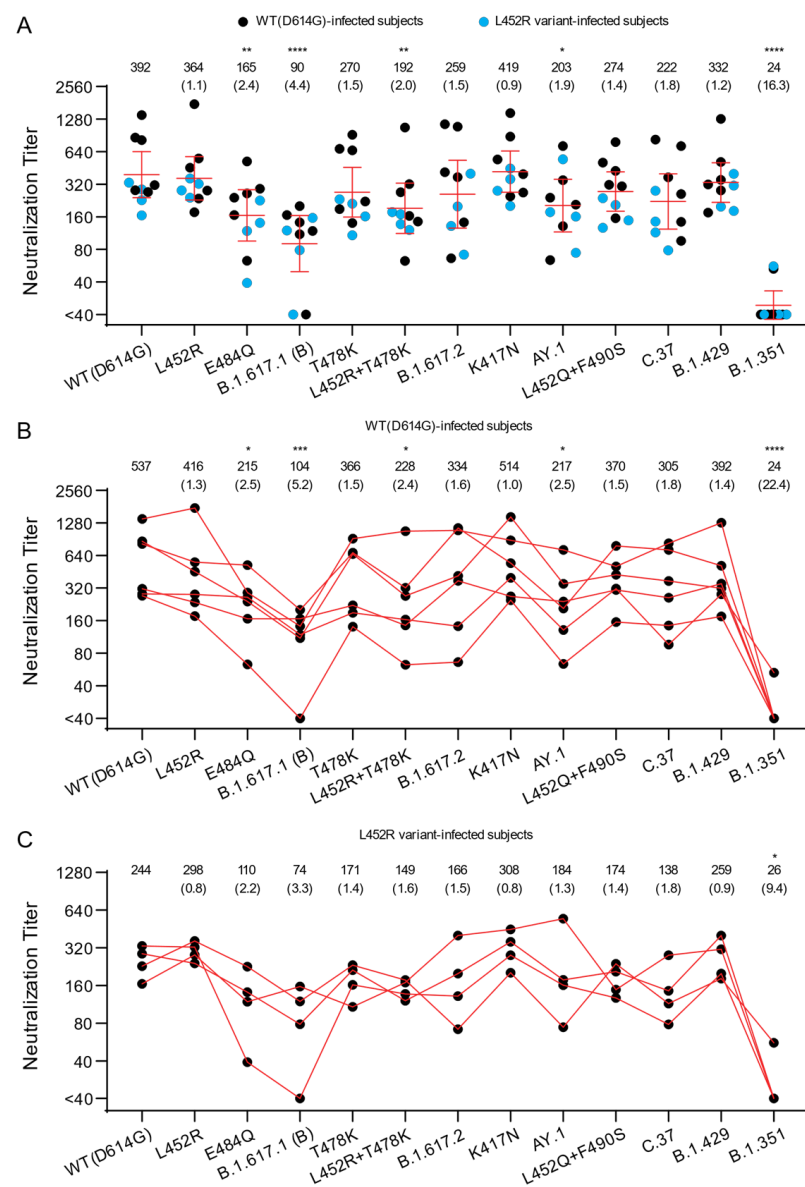 A
WT(D614G)-infected subjects
L452R variant-infected subjects
** **** ** * ****
392 364 165 90 270 192 259 419 203 274 222 332 24
(1.1) (2.4) (4.4) (1.5) (2.0) (1.5) (0.9) (1.9) (1.4) (1.8) (1.2) (16.3)
Neutralization Titer
2560
1280
640
320
160
80
40
<40
WT(D614G) L452R E484Q B.1.617.1 (B) T478K L452R+T478K B.1.617.2 K417N AY.1 L452Q+F490S C.37 B.1.429 B.1.351
B
WT(D614G)-infected subjects
* *** * * ****
537 416 215 104 366 228 334 514 217 370 305 392 24
(1.3) (2.5) (5.2) (1.5) (2.4) (1.6) (1.0) (2.5) (1.5) (1.8) (1.4) (22.4)
Neutralization Titer
2560
1280
640
320
160
80
40
<40
WT(D614G) L452R E484Q B.1.617.1 (B) T478K L452R+T478K B.1.617.2 K417N AY.1 L452Q+F490S C.37 B.1.429 B.1.351
C
L452R variant-infected subjects
*
244 298 110 74 171 149 166 308 184 174 138 259 26
(0.8) (2.2) (3.3) (1.4) (1.6) (1.5) (0.8) (1.3) (1.4) (1.8) (0.9) (9.4)
Neutralization Titer
1280
640
320
160
80
40
<40
WT(D614G) L452R E484Q B.1.617.1 (B) T478K L452R+T478K B.1.617.2 K417N AY.1 L452Q+F490S C.37 B.1.429 B.1.351